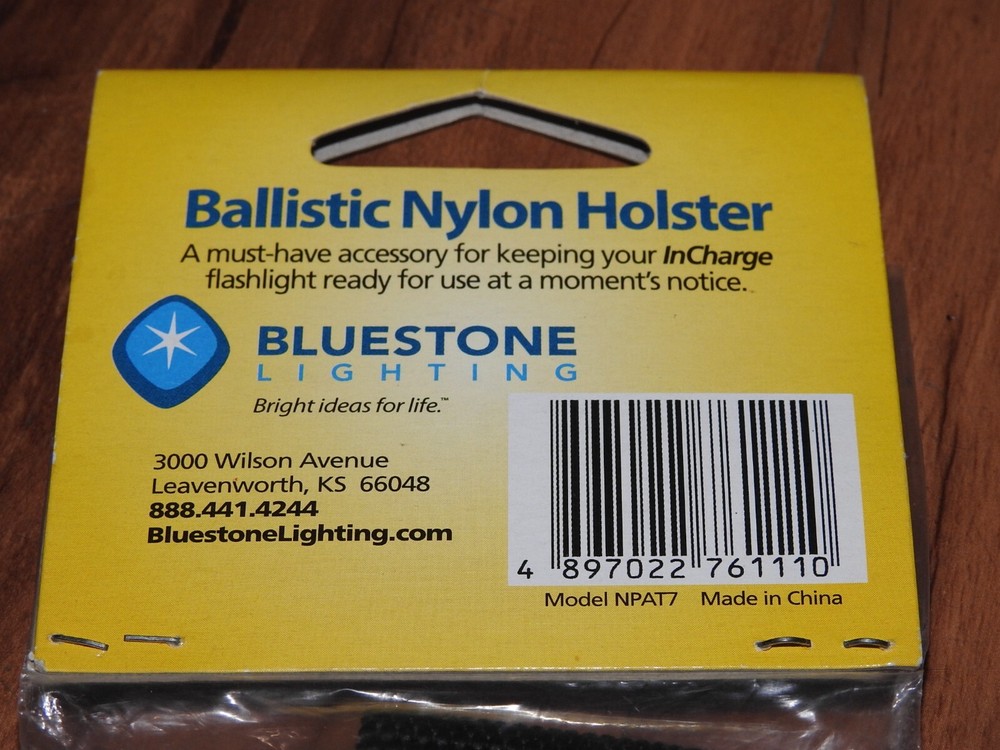 Ballistic Nylon Holster
A must-have accessory for keeping your InCharge
flashlight ready for use at a moment's notice.
BLUESTONE
LIGHTING
Bright ideas for life.™
3000 Wilson Avenue
Leavenworth, KS 66048
888.441.4244
BluestoneLighting.com
4 897022 761110
Model NPAT7 Made in China